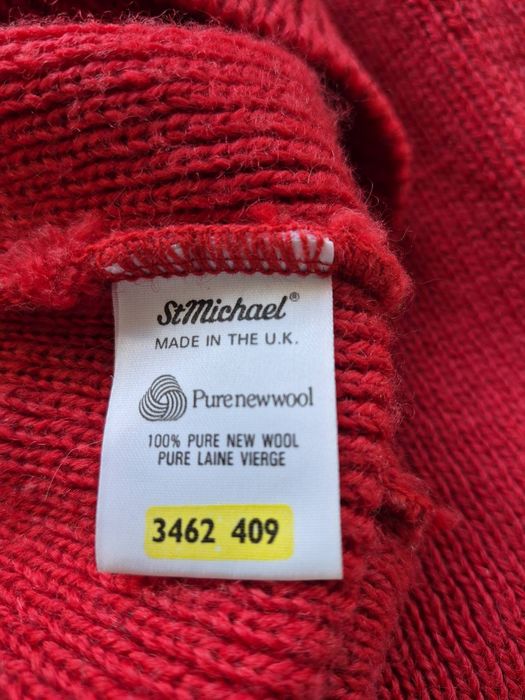 StMichael®
MADE IN THE U.K.
Purenewwool
100% PURE NEW WOOL
PURE LAINE VIERGE
3462 409